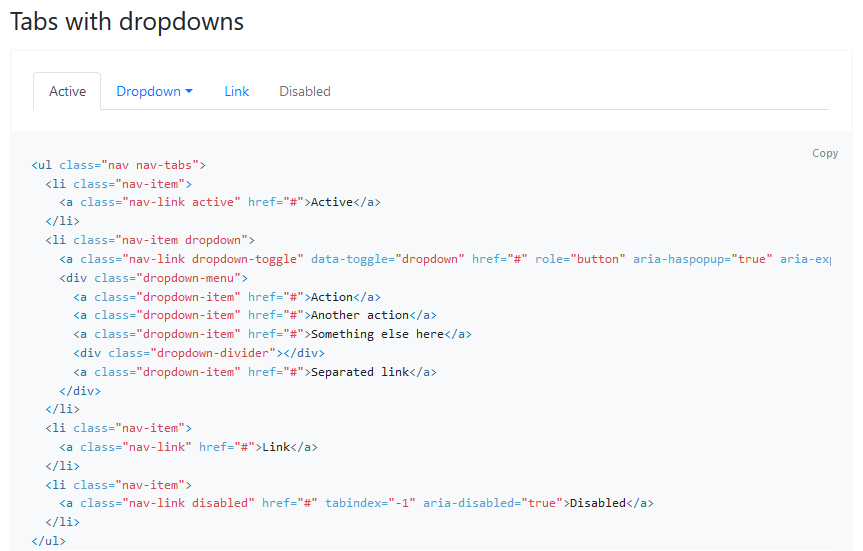 Tabs with dropdowns
Active Dropdown Link Disabled
Copy
<ul class="nav nav-tabs">
  <li class="nav-item">
    <a class="nav-link active" href="#">Active</a>
  </li>
  <li class="nav-item dropdown">
    <a class="nav-link dropdown-toggle" data-toggle="dropdown" href="#" role="button" aria-haspopup="true" aria-exp
    <div class="dropdown-menu">
      <a class="dropdown-item" href="#">Action</a>
      <a class="dropdown-item" href="#">Another action</a>
      <a class="dropdown-item" href="#">Something else here</a>
      <div class="dropdown-divider"></div>
      <a class="dropdown-item" href="#">Separated link</a>
    </div>
  </li>
  <li class="nav-item">
    <a class="nav-link" href="#">Link</a>
  </li>
  <li class="nav-item">
    <a class="nav-link disabled" href="#" tabindex="-1" aria-disabled="true">Disabled</a>
  </li>
</ul>